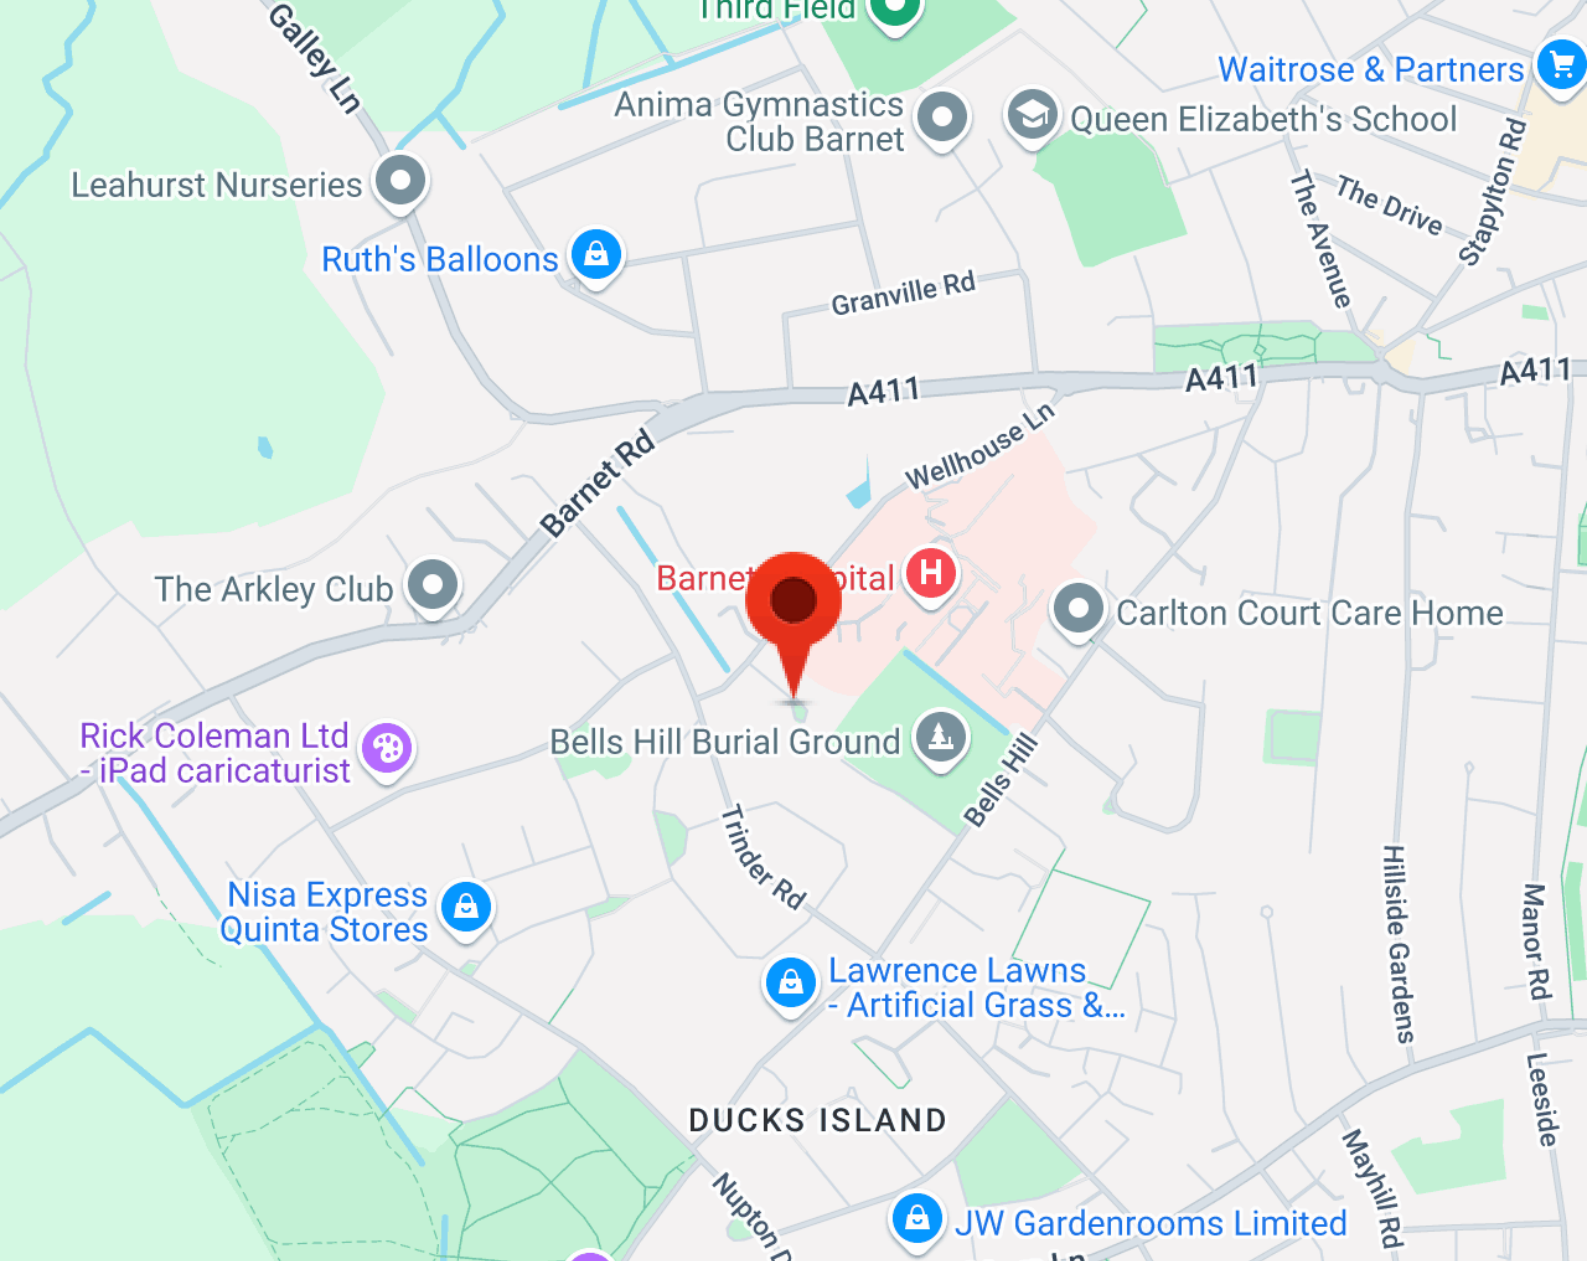 Third Field
Galley Ln
Waitrose & Partners
Anima Gymnastics
Club Barnet
Queen Elizabeth's School
Stapylton Rd
Leahurst Nurseries
The Drive
The Avenue
Ruth's Balloons
Granville Rd
A411
A411
A411
Wellhouse Ln
Barnet Rd
H
The Arkley Club
Carlton Court Care Home
Rick Coleman Ltd
- iPad caricaturist
Bells Hill Burial Ground
Bells Hill
Trinder Rd
Hillside Gardens
Manor Rd
Nisa Express
Quinta Stores
Lawrence Lawns
- Artificial Grass &...
Leeside
DUCKS ISLAND
Mayhill Rd
Nupton
JW Gardenrooms Limited